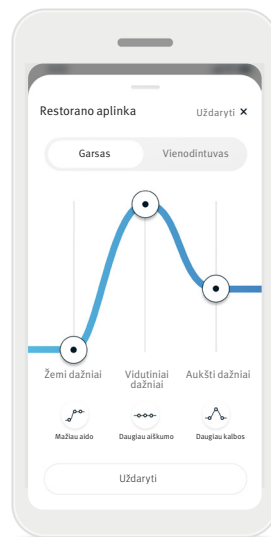 Restorano aplinka
Uždaryti ×
Garsas
Vienodintuvas
Žemi dažniai
Vidutiniai
dažniai
Aukšti dažniai
Mažiau aido
Daugiau aiškumo
Daugiau kalbos
Uždaryti